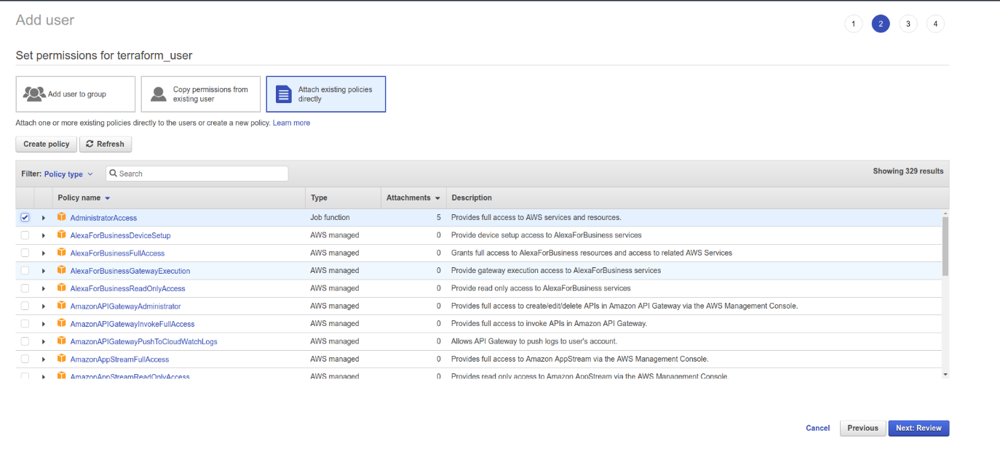 Add user
1 2 3 4
Set permissions for terraform_user
Add user to group
Copy permissions from
existing user
Attach existing policies
directly
Attach one or more existing policies directly to the users or create a new policy. Learn more
Create policy Refresh
Filter: Policy type Search Showing 329 results
Policy name Type Attachments Description
AdministratorAccess Job function 5 Provides full access to AWS services and resources.
AlexaForBusinessDeviceSetup AWS managed 0 Provide device setup access to AlexaForBusiness services
AlexaForBusinessFullAccess AWS managed 0 Grants full access to AlexaForBusiness resources and access to related AWS Services
AlexaForBusinessGatewayExecution AWS managed 0 Provide gateway execution access to AlexaForBusiness services
AlexaForBusinessReadOnlyAccess AWS managed 0 Provide read only access to AlexaForBusiness services
AmazonAPIGatewayAdministrator AWS managed 0 Provides full access to create/edit/delete APIs in Amazon API Gateway via the AWS Management Console.
AmazonAPIGatewayInvokeFullAccess AWS managed 0 Provides full access to invoke APIs in Amazon API Gateway.
AmazonAPIGatewayPushToCloudWatchLogs AWS managed 0 Allows API Gateway to push logs to user's account.
AmazonAppStreamFullAccess AWS managed 0 Provides full access to Amazon AppStream via the AWS Management Console.
AmazonAppStreamReadOnlyAccess AWS managed 0 Provides read only access to Amazon AppStream via the AWS Management Console.
Cancel Previous Next: Review